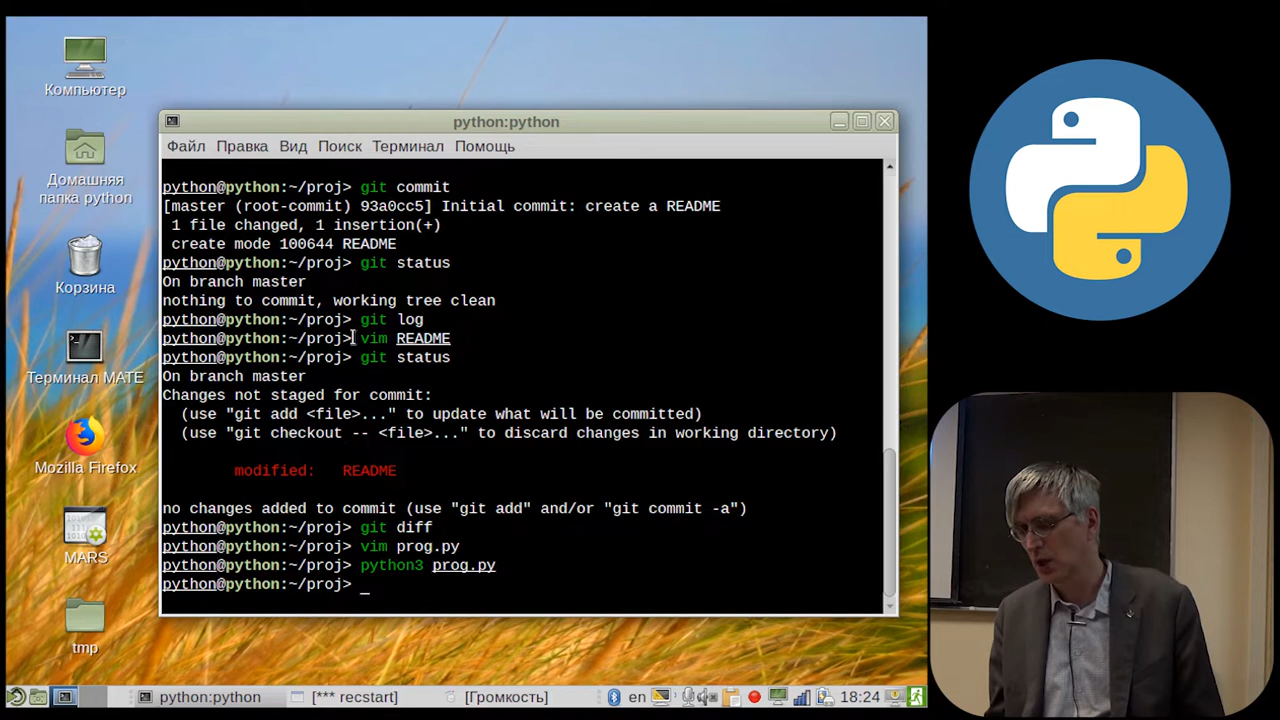 Компьютер
Домашняя
папка python
Корзина
Терминал MATE
Mozilla Firefox
MARS
tmp
python:python
Файл Правка Вид Поиск Терминал Помощь
python@python:~/proj> git commit
[master (root-commit) 93a0cc5] Initial commit: create a README
1 file changed, 1 insertion(+)
create mode 100644 README
python@python:~/proj> git status
On branch master
nothing to commit, working tree clean
python@python:~/proj> git log
python@python:~/proj> vim README
python@python:~/proj> git status
On branch master
Changes not staged for commit:
(use "git add <file>..." to update what will be committed)
(use "git checkout -- <file>..." to discard changes in working directory)
modified: README
no changes added to commit (use "git add" and/or "git commit -a")
python@python:~/proj> git diff
python@python:~/proj> vim prog.py
python@python:~/proj> python3 prog.py
python@python:~/proj> _
python:python [*** recstart] [Громкость] en 18:24